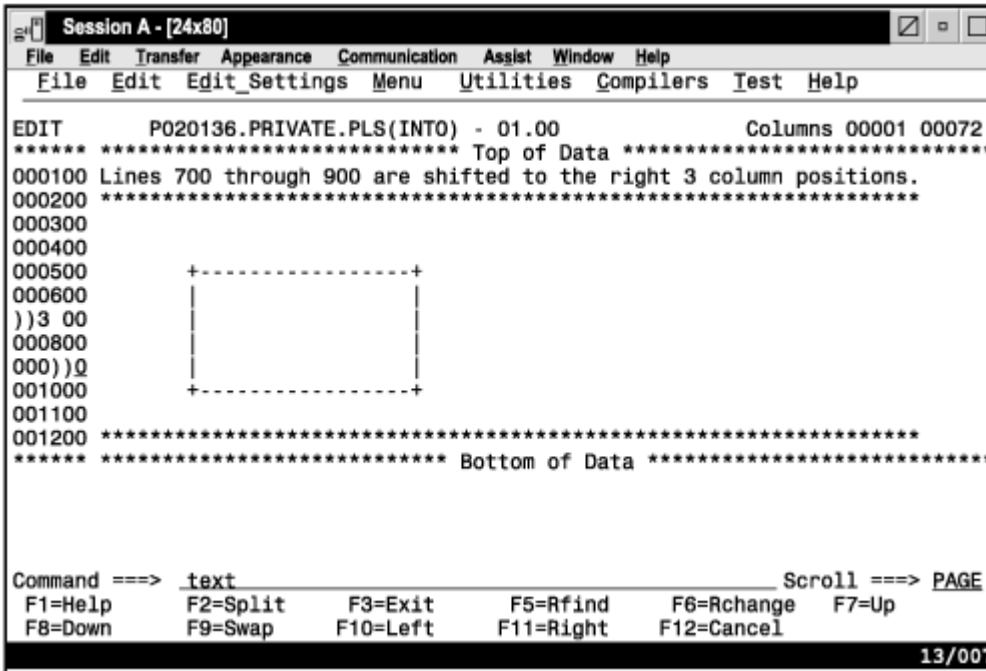 Session A - [24x80]
File Edit Transfer Appearance Communication Assist Window Help
File Edit Edit_Settings Menu Utilities Compilers Test Help
EDIT P020136.PRIVATE.PLS(INTO) - 01.00 Columns 00001 00072
****** ***************************** Top of Data ******************************
000100 Lines 700 through 900 are shifted to the right 3 column positions.
000200 ******************************************************************
000300
000400
000500 +-----------------+
000600 | |
))3 00 | |
000800 | |
000))0 | |
001000 +-----------------+
001100
001200 ******************************************************************
****** **************************** Bottom of Data ****************************
Command ===> text Scroll ===> PAGE
F1=Help F2=Split F3=Exit F5=Rfind F6=Rchange F7=Up
F8=Down F9=Swap F10=Left F11=Right F12=Cancel
13/007